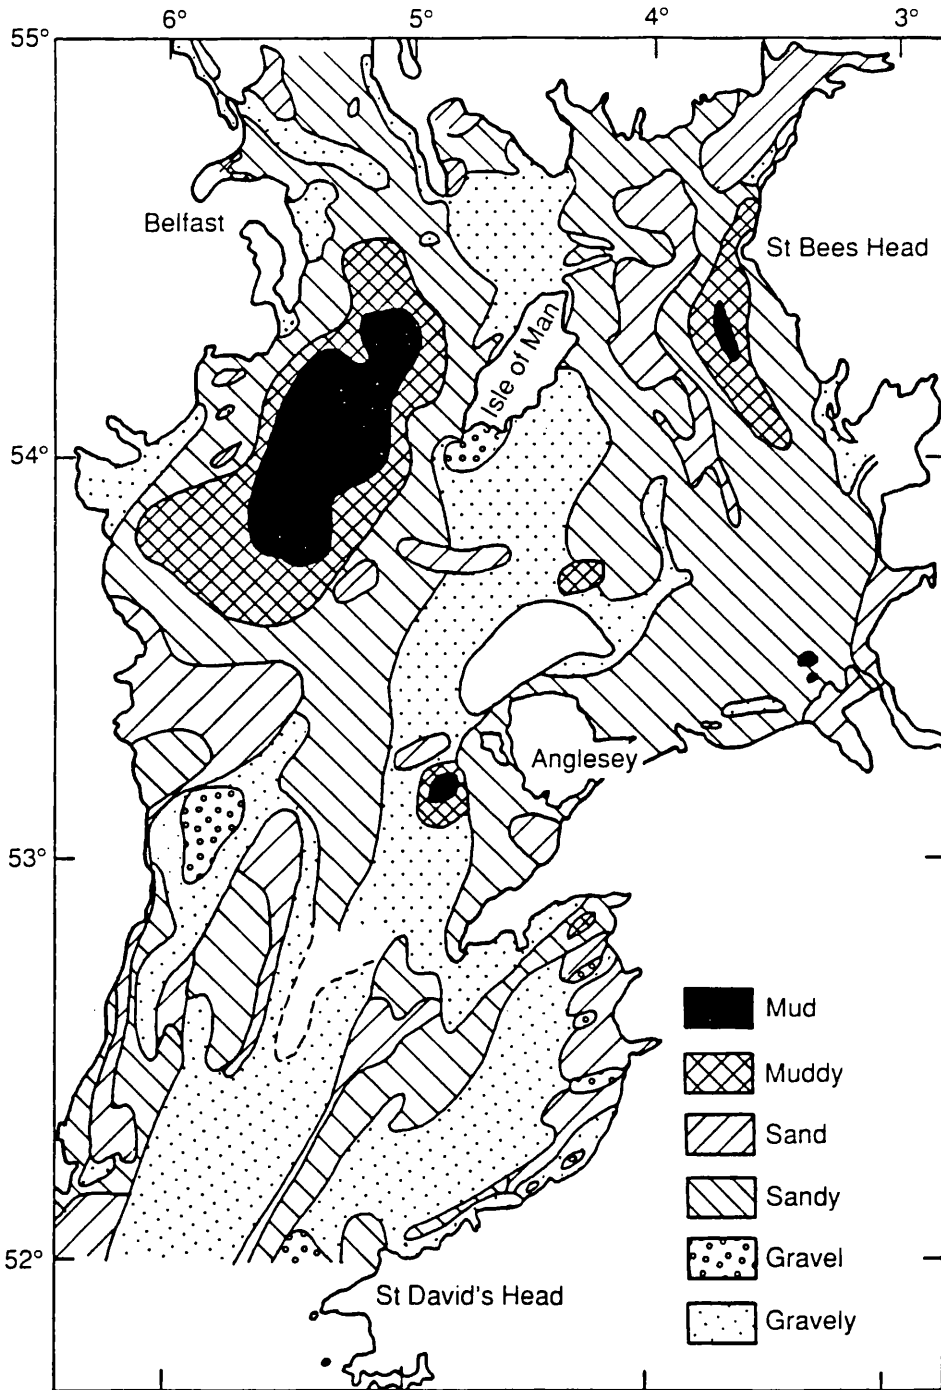 6° 5° 4° 3°
55°
Belfast
St Bees Head
Isle of Man
54°
Anglesey
53°
Mud
Muddy
Sand
Sandy
52°
Gravel
St David's Head
Gravely